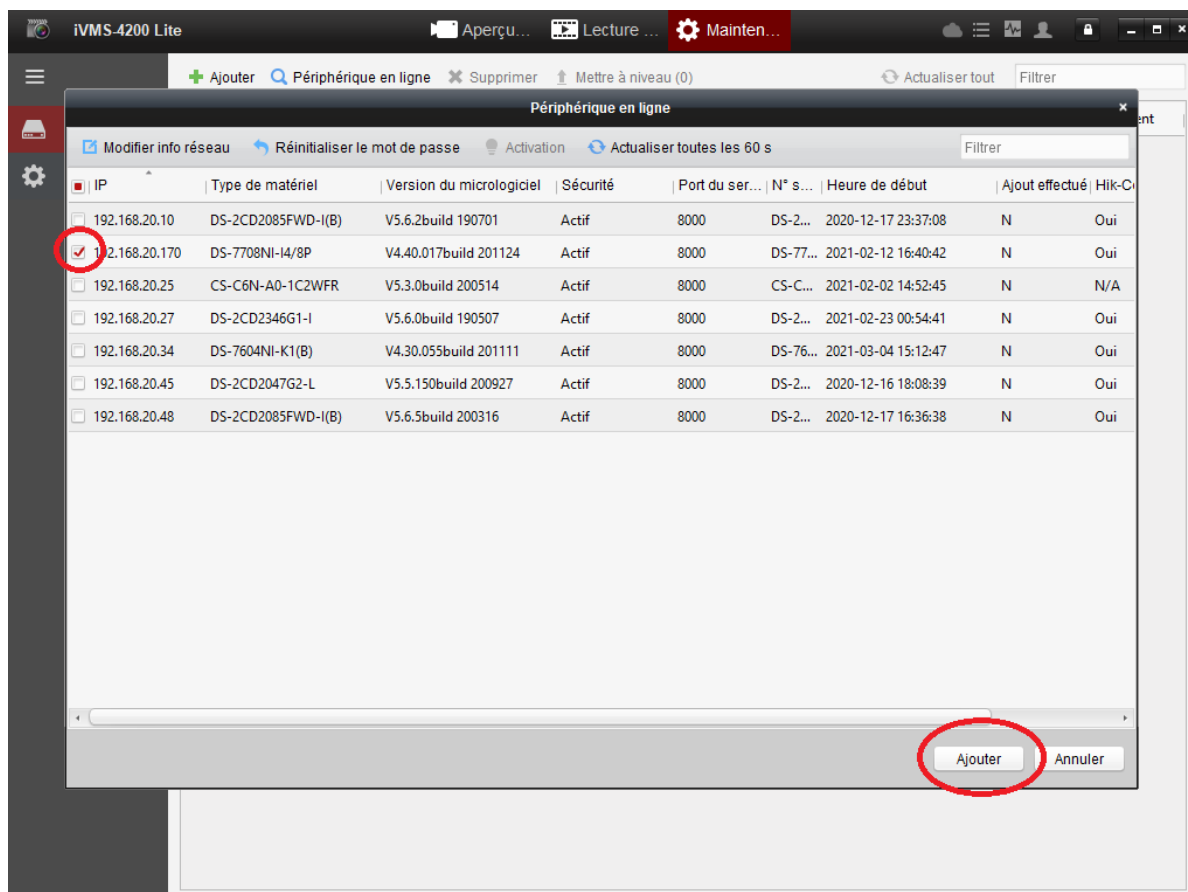 iVMS-4200 Lite Aperçu... Lecture ... Mainten...
Ajouter Périphérique en ligne Supprimer Mettre à niveau (0) Actualiser tout Filtrer
Périphérique en ligne
Modifier info réseau Réinitialiser le mot de passe Activation Actualiser toutes les 60 s Filtrer
IP Type de matériel Version du micrologiciel Sécurité Port du ser... N° s... Heure de début Ajout effectué Hik-C
192.168.20.10 DS-2CD2085FWD-I(B) V5.6.2build 190701 Actif 8000 DS-2... 2020-12-17 23:37:08 N Oui
192.168.20.170 DS-7708NI-I4/8P V4.40.017build 201124 Actif 8000 DS-77... 2021-02-12 16:40:42 N Oui
192.168.20.25 CS-C6N-A0-1C2WFR V5.3.0build 200514 Actif 8000 CS-C... 2021-02-02 14:52:45 N N/A
192.168.20.27 DS-2CD2346G1-I V5.6.0build 190507 Actif 8000 DS-2... 2021-02-23 00:54:41 N Oui
192.168.20.34 DS-7604NI-K1(B) V4.30.055build 201111 Actif 8000 DS-76... 2021-03-04 15:12:47 N Oui
192.168.20.45 DS-2CD2047G2-L V5.5.150build 200927 Actif 8000 DS-2... 2020-12-16 18:08:39 N Oui
192.168.20.48 DS-2CD2085FWD-I(B) V5.6.5build 200316 Actif 8000 DS-2... 2020-12-17 16:36:38 N Oui
Ajouter Annuler